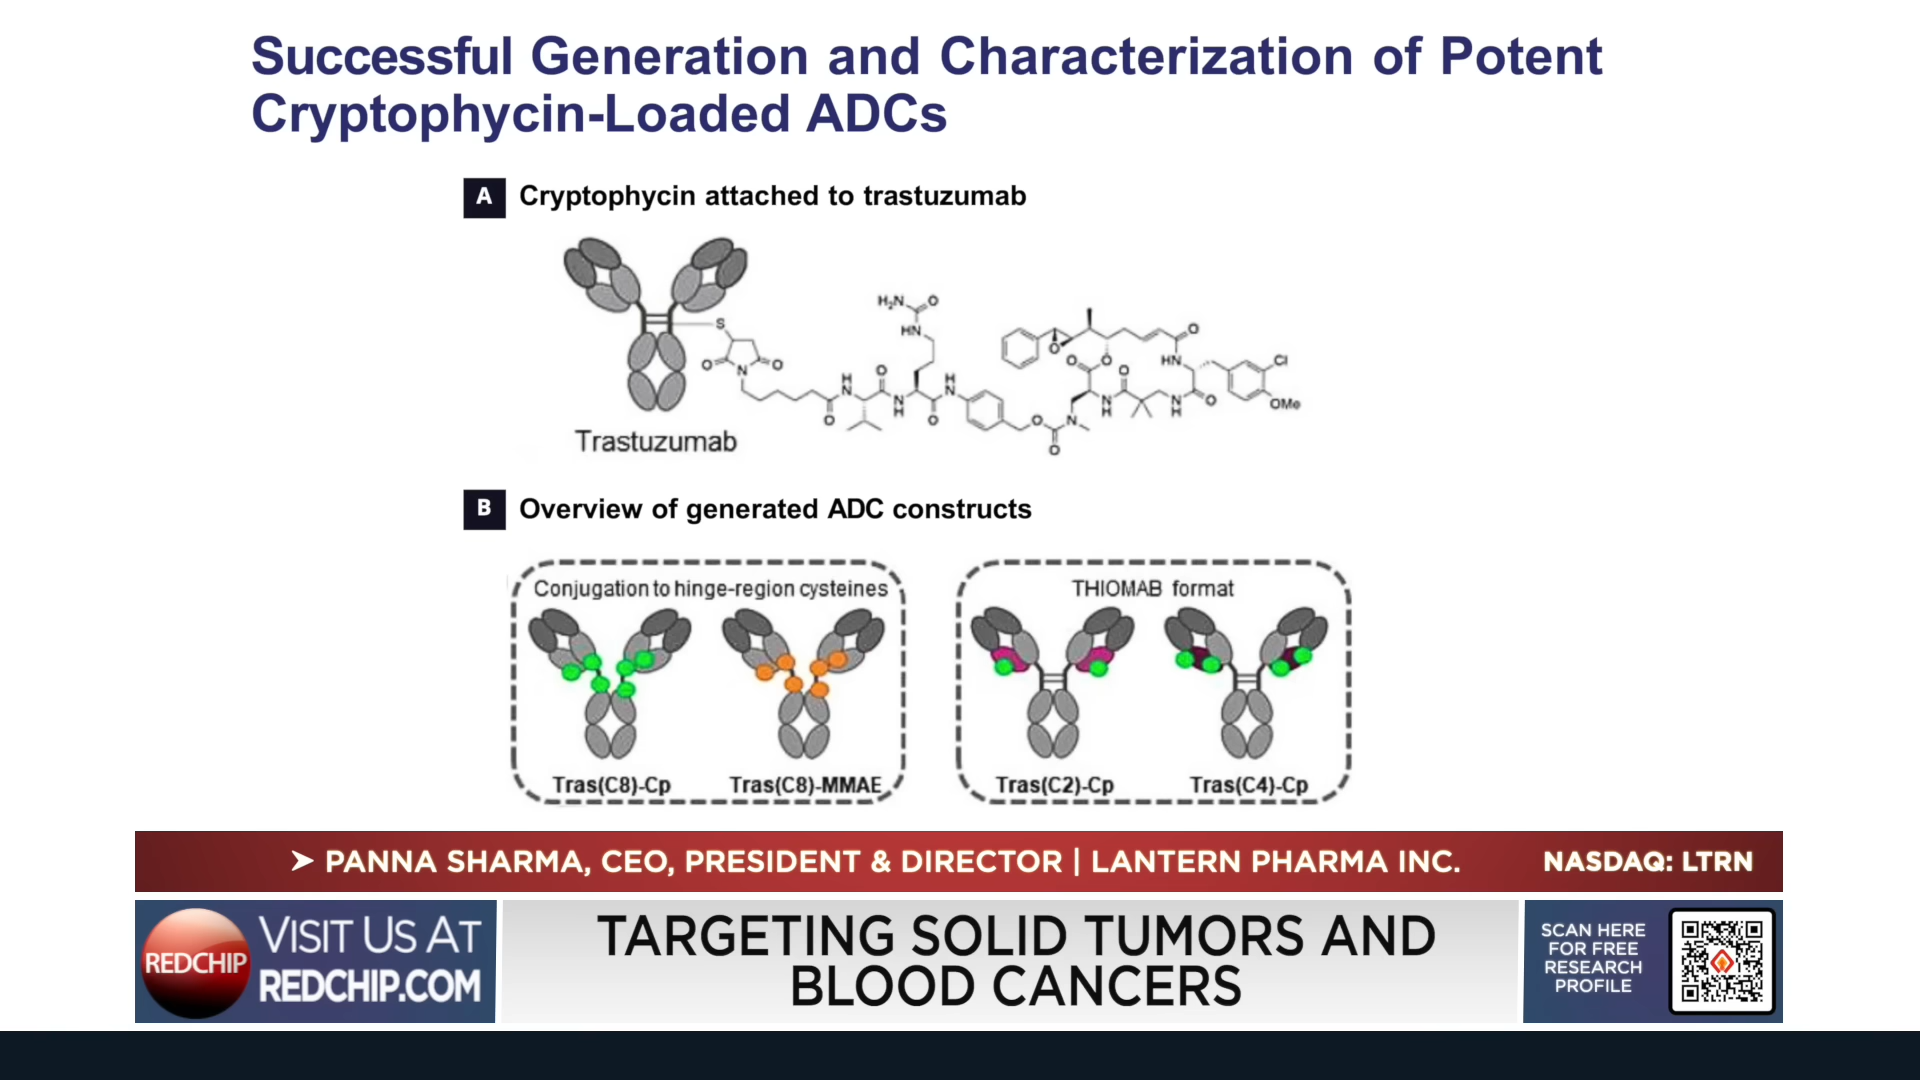 Successful Generation and Characterization of Potent
Cryptophycin-Loaded ADCs
A Cryptophycin attached to trastuzumab
H₂N
O
HN
S
O
N
O
H
N
O
O
N
H
O
H
N
O
O
N
O
O
O
O
O
N
H
O
N
H
HN
O
O
Cl
OMe
Trastuzumab
B Overview of generated ADC constructs
Conjugation to hinge-region cysteines
THIOMAB format
Tras(C8)-Cp
Tras(C8)-MMAE
Tras(C2)-Cp
Tras(C4)-Cp
➤ PANNA SHARMA, CEO, PRESIDENT & DIRECTOR | LANTERN PHARMA INC.
NASDAQ: LTRN
REDCHIP
VISIT US AT
REDCHIP.COM
TARGETING SOLID TUMORS AND
BLOOD CANCERS
SCAN HERE
FOR FREE
RESEARCH
PROFILE